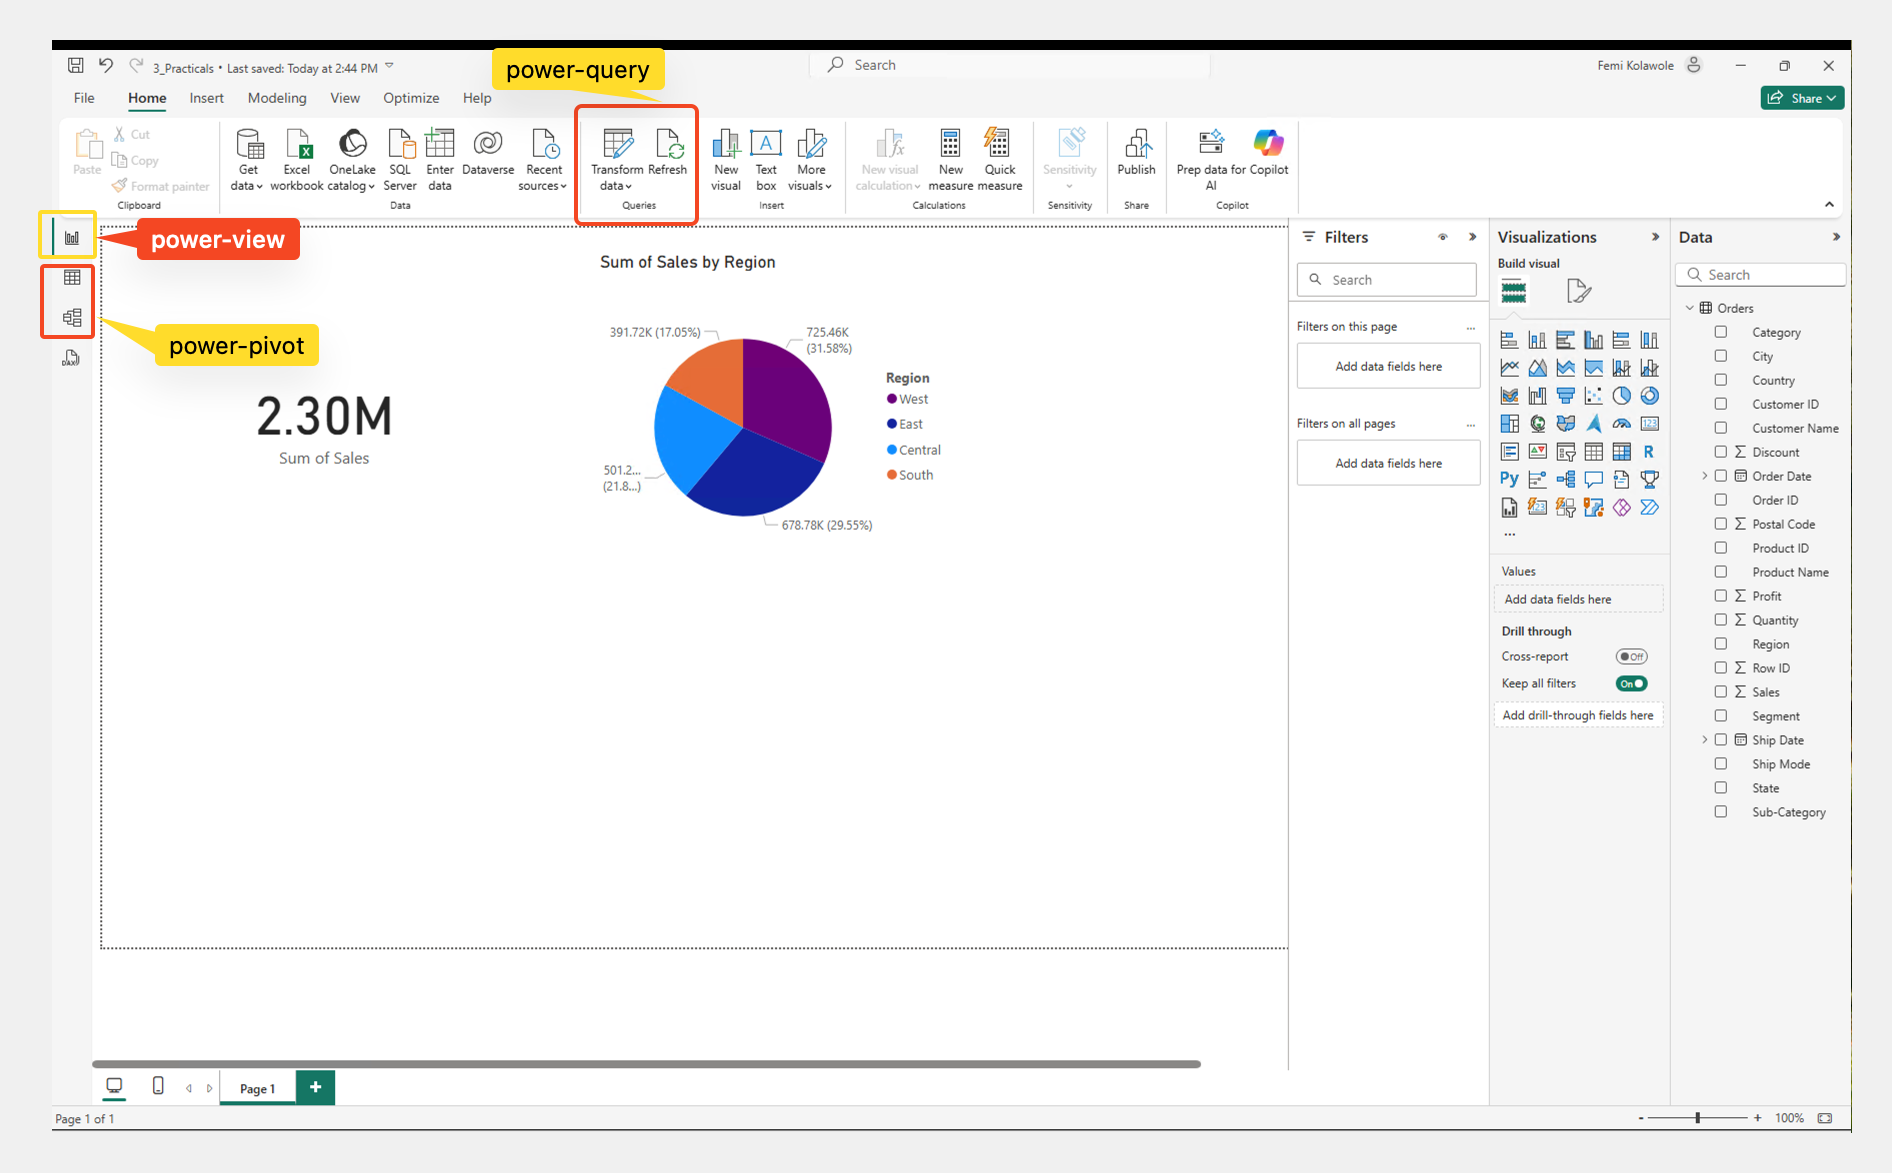 power-query
3_Practicals • Last saved: Today at 2:44 PM
Search
Femi Kolawole
File
Home
Insert
Modeling
View
Optimize
Help
Share
Paste
Cut
Copy
Format painter
Clipboard
Get data
Excel workbook
OneLake catalog
SQL Server
Enter data
Dataverse
Recent sources
Data
Transform data
Refresh
Queries
New visual
Text box
More visuals
Insert
New visual calculation
New measure
Quick measure
Calculations
Sensitivity
Sensitivity
Publish
Share
Prep data for AI
Copilot
Copilot
power-view
power-pivot
DAX
2.30M
Sum of Sales
Sum of Sales by Region
391.72K (17.05%)
725.46K
(31.58%)
501.2...
(21.8...)
678.78K (29.55%)
Region
West
East
Central
South
Filters
Search
Filters on this page
...
Add data fields here
Filters on all pages
...
Add data fields here
Visualizations
Build visual
123
R
Py
123
...
Values
Add data fields here
Drill through
Cross-report
Off
Keep all filters
On
Add drill-through fields here
Data
Search
Orders
Category
City
Country
Customer ID
Customer Name
Discount
Order Date
Order ID
Postal Code
Product ID
Product Name
Profit
Quantity
Region
Row ID
Sales
Segment
Ship Date
Ship Mode
State
Sub-Category
Page 1
+
Page 1 of 1
- + 100%